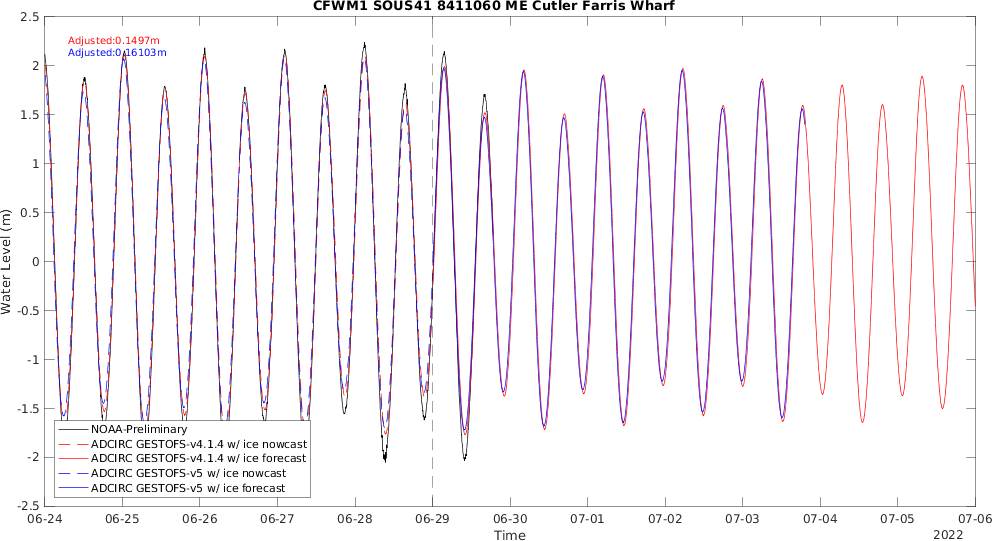 CFWM1 SOUS41 8411060 ME Cutler Farris Wharf
2.5
Adjusted:0.1497m
Adjusted:0.16103m
2
1.5
1
0.5
0
-0.5
-1
-1.5
-2
-2.5
Water Level (m)
NOAA-Preliminary
ADCIRC GESTOFS-v4.1.4 w/ ice nowcast
ADCIRC GESTOFS-v4.1.4 w/ ice forecast
ADCIRC GESTOFS-v5 w/ ice nowcast
ADCIRC GESTOFS-v5 w/ ice forecast
06-24 06-25 06-26 06-27 06-28 06-29 06-30 07-01 07-02 07-03 07-04 07-05 07-06
Time
2022